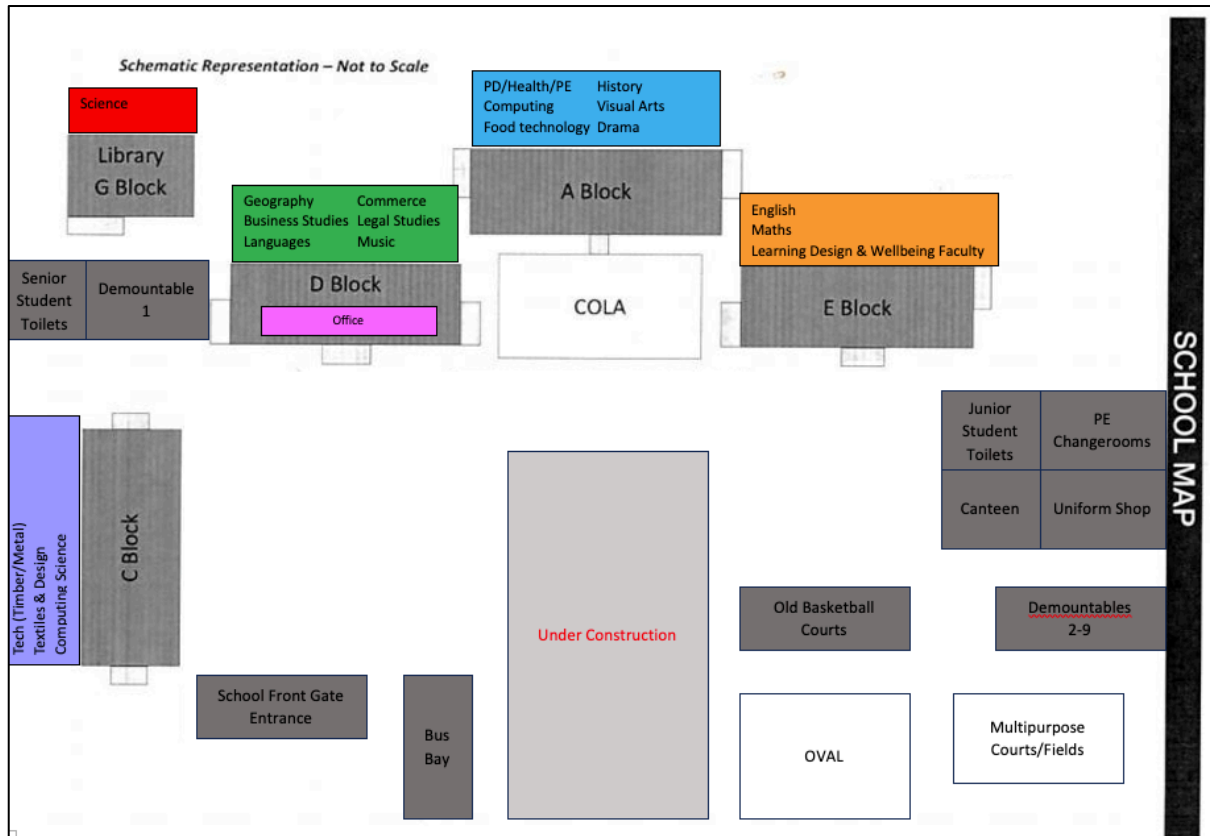 Schematic Representation – Not to Scale
Science
Library
G Block
PD/Health/PE History
Computing Visual Arts
Food technology Drama
A Block
Geography Commerce
Business Studies Legal Studies
Languages Music
D Block
Office
English
Maths
Learning Design & Wellbeing Faculty
E Block
COLA
Senior
Student
Toilets
Demountable
1
SCHOOL MAP
Junior
Student
Toilets
PE
Changerooms
Canteen
Uniform Shop
Tech (Timber/Metal)
Textiles & Design
Computing Science
C Block
Under Construction
Old Basketball
Courts
Demountables
2-9
School Front Gate
Entrance
Bus
Bay
OVAL
Multipurpose
Courts/Fields